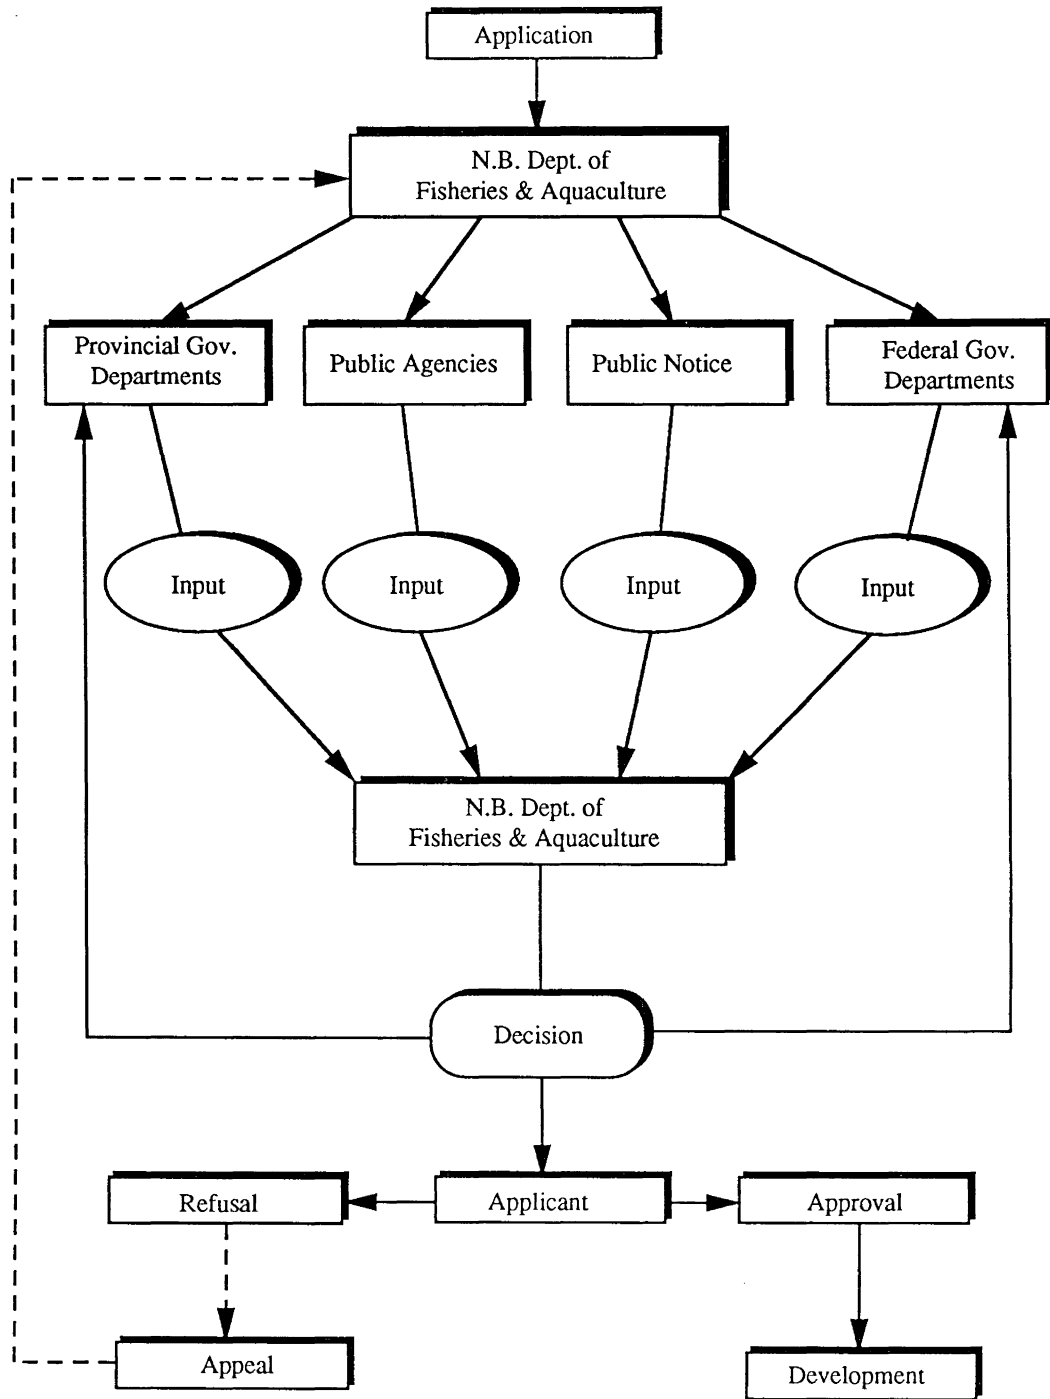 Application
N.B. Dept. of
Fisheries & Aquaculture
Provincial Gov.
Departments
Public Agencies
Public Notice
Federal Gov.
Departments
Input
Input
Input
Input
N.B. Dept. of
Fisheries & Aquaculture
Decision
Refusal
Applicant
Approval
Appeal
Development